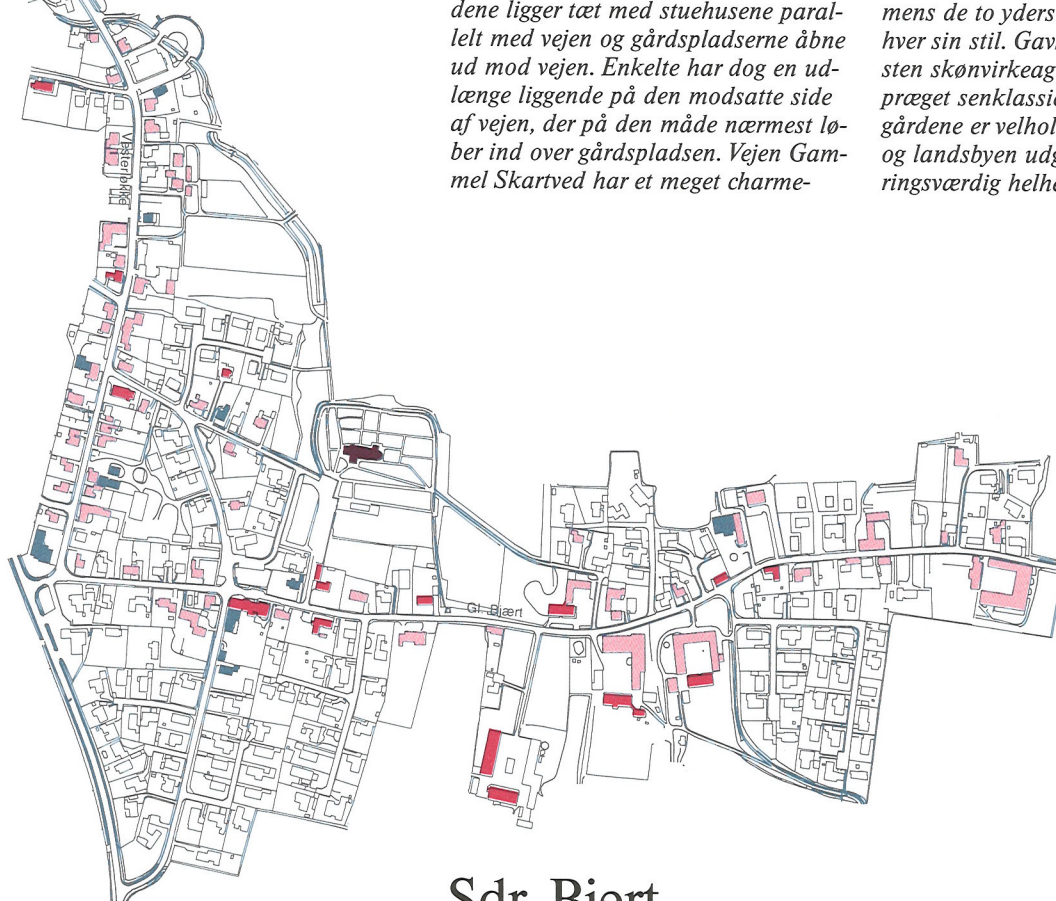 dene ligger tæt med stuehusene paral-
lelt med vejen og gårdspladserne åbne
ud mod vejen. Enkelte har dog en ud-
længe liggende på den modsatte side
af vejen, der på den måde nærmest lø-
ber ind over gårdspladsen. Vejen Gam-
mel Skartved har et meget charme-
mens de to yders
hver sin stil. Gav
sten skønvirkeag
præget senklassi
gårdene er velhol
og landsbyen udg
ringsværdig helhe
Vesterløkke
Gl. Bjært
Sdr. Bjert